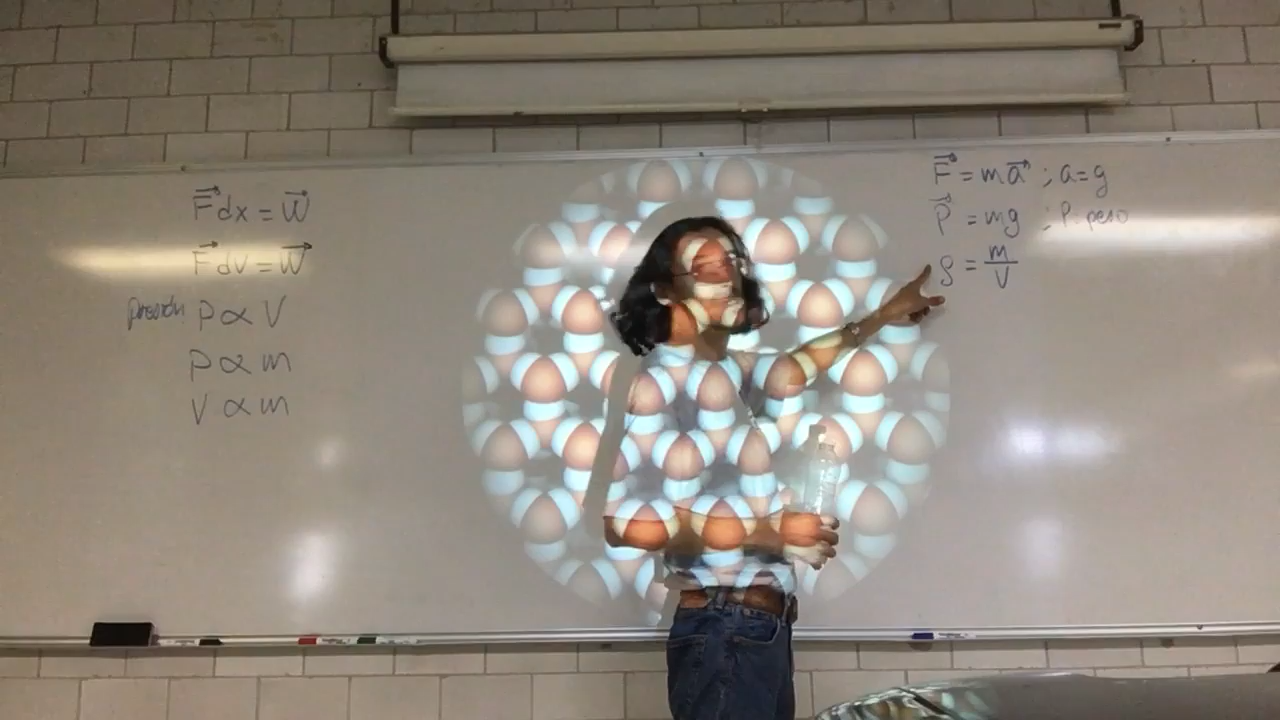 F⃗dx = W⃗
F⃗dv = W⃗
presión P ∝ V
P ∝ m
V ∝ m
F⃗ = ma⃗ ; a=g
P⃗ = mg ; P. peso
ρ = m/V